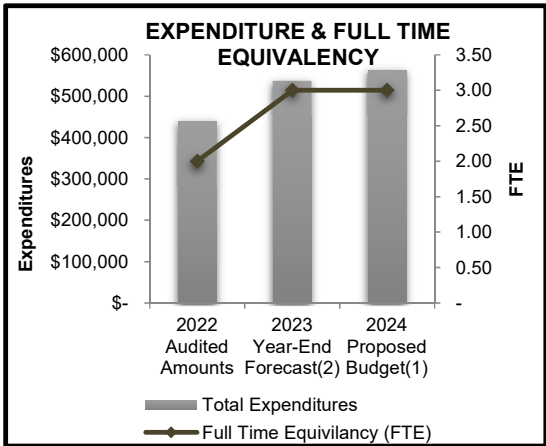 EXPENDITURE & FULL TIME
EQUIVALENCY
$600,000
$500,000
$400,000
$300,000
$200,000
$100,000
$-
Expenditures
3.50
3.00
2.50
2.00
1.50
1.00
0.50
-
FTE
2022
Audited
Amounts
2023
Year-End
Forecast(2)
2024
Proposed
Budget(1)
Total Expenditures
Full Time Equivilancy (FTE)